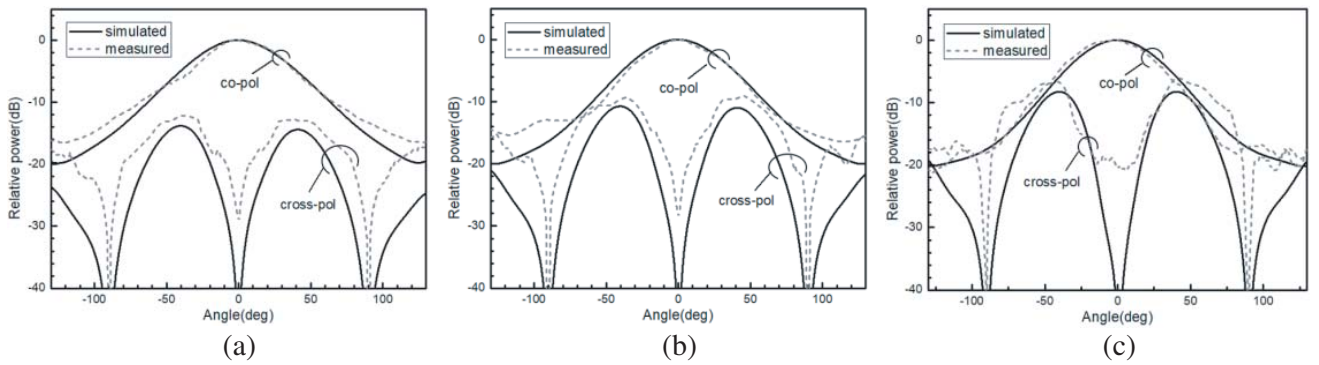 simulated
measured
co-pol
cross-pol
Relative power(dB)
0
-10
-20
-30
-40
-100
-50
0
50
100
Angle(deg)
(a)
simulated
measured
co-pol
cross-pol
Relative power(dB)
0
-10
-20
-30
-40
-100
-50
0
50
100
Angle(deg)
(b)
simulated
measured
co-pol
cross-pol
Relative power(dB)
0
-10
-20
-30
-40
-100
-50
0
50
100
Angle(deg)
(c)